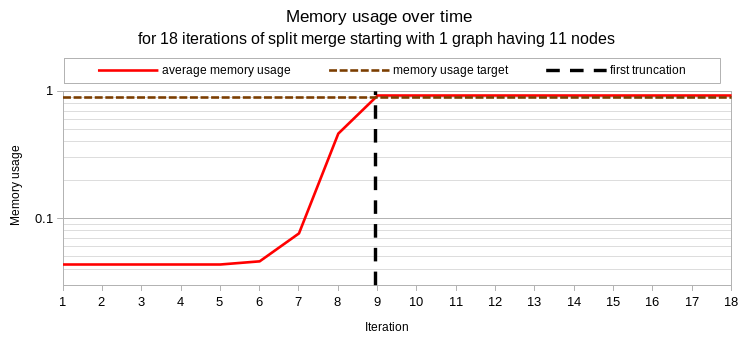 Memory usage over time
for 18 iterations of split merge starting with 1 graph having 11 nodes
average memory usage memory usage target first truncation
1
Memory usage
0.1
1 2 3 4 5 6 7 8 9 10 11 12 13 14 15 16 17 18
Iteration